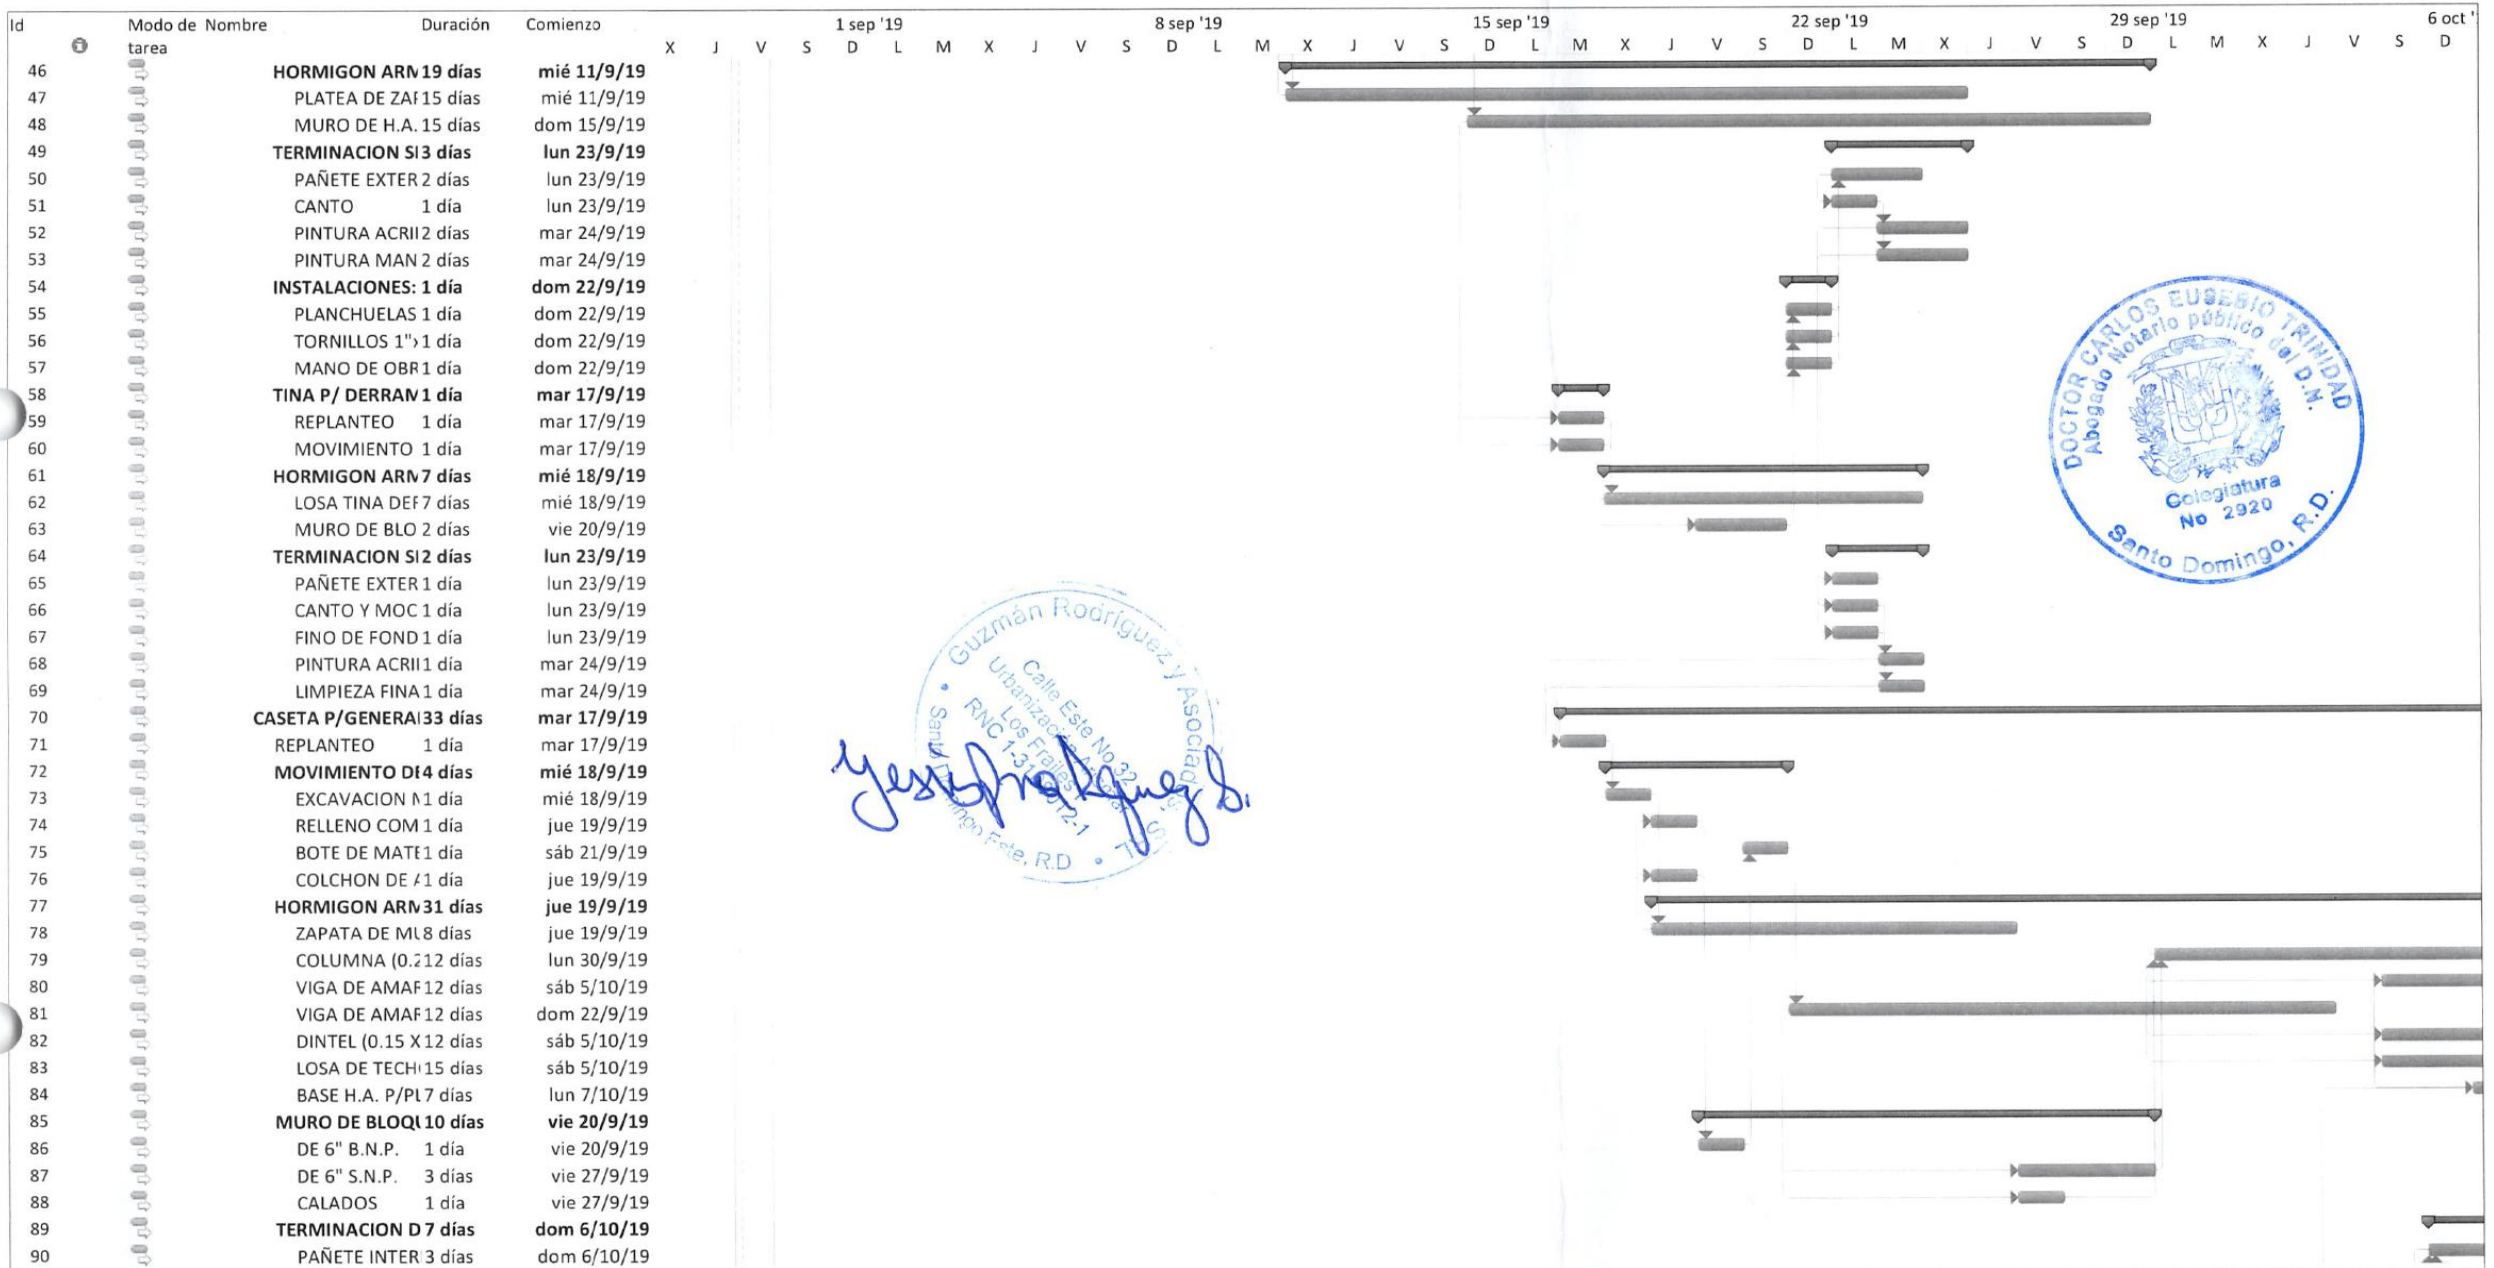 Id Modo de tarea Nombre Duración Comienzo
1 sep '19 8 sep '19 15 sep '19 22 sep '19 29 sep '19 6 oct '
X J V S D L M X J V S D L M X J V S D L M X J V S D L M X J V S D L M X J V S D
46 HORMIGON ARM 19 días mié 11/9/19
47 PLATEA DE ZAP 15 días mié 11/9/19
48 MURO DE H.A. 15 días dom 15/9/19
49 TERMINACION SI 3 días lun 23/9/19
50 PAÑETE EXTER 2 días lun 23/9/19
51 CANTO 1 día lun 23/9/19
52 PINTURA ACRII 2 días mar 24/9/19
53 PINTURA MAN 2 días mar 24/9/19
54 INSTALACIONES: 1 día dom 22/9/19
55 PLANCHUELAS 1 día dom 22/9/19
56 TORNILLOS 1"x 1 día dom 22/9/19
57 MANO DE OBR 1 día dom 22/9/19
58 TINA P/ DERRAM 1 día mar 17/9/19
59 REPLANTEO 1 día mar 17/9/19
60 MOVIMIENTO 1 día mar 17/9/19
61 HORMIGON ARM 7 días mié 18/9/19
62 LOSA TINA DEF 7 días mié 18/9/19
63 MURO DE BLO 2 días vie 20/9/19
64 TERMINACION SI 2 días lun 23/9/19
65 PAÑETE EXTER 1 día lun 23/9/19
66 CANTO Y MOC 1 día lun 23/9/19
67 FINO DE FOND 1 día lun 23/9/19
68 PINTURA ACRII 1 día mar 24/9/19
69 LIMPIEZA FINA 1 día mar 24/9/19
70 CASETA P/GENERA 33 días mar 17/9/19
71 REPLANTEO 1 día mar 17/9/19
72 MOVIMIENTO DE 4 días mié 18/9/19
73 EXCAVACION M 1 día mié 18/9/19
74 RELLENO COM 1 día jue 19/9/19
75 BOTE DE MATE 1 día sáb 21/9/19
76 COLCHON DE A 1 día jue 19/9/19
77 HORMIGON ARM 31 días jue 19/9/19
78 ZAPATA DE MU 8 días jue 19/9/19
79 COLUMNA (0.2 12 días lun 30/9/19
80 VIGA DE AMAR 12 días sáb 5/10/19
81 VIGA DE AMAR 12 días dom 22/9/19
82 DINTEL (0.15 X 12 días sáb 5/10/19
83 LOSA DE TECH 15 días sáb 5/10/19
84 BASE H.A. P/PL 7 días lun 7/10/19
85 MURO DE BLOQU 10 días vie 20/9/19
86 DE 6" B.N.P. 1 día vie 20/9/19
87 DE 6" S.N.P. 3 días vie 27/9/19
88 CALADOS 1 día vie 27/9/19
89 TERMINACION D 7 días dom 6/10/19
90 PAÑETE INTER 3 días dom 6/10/19
DOCTOR CARLOS EUSEBIO TRINIDAD
Abogado Notario público del D.N.
Colegiatura
No 2920
Santo Domingo, R.D.
Guzmán Rodríguez y Asociados
Calle Este No 32
Urbanización
Los Frailes
RNC 1-31
Santo Domingo Este, R.D